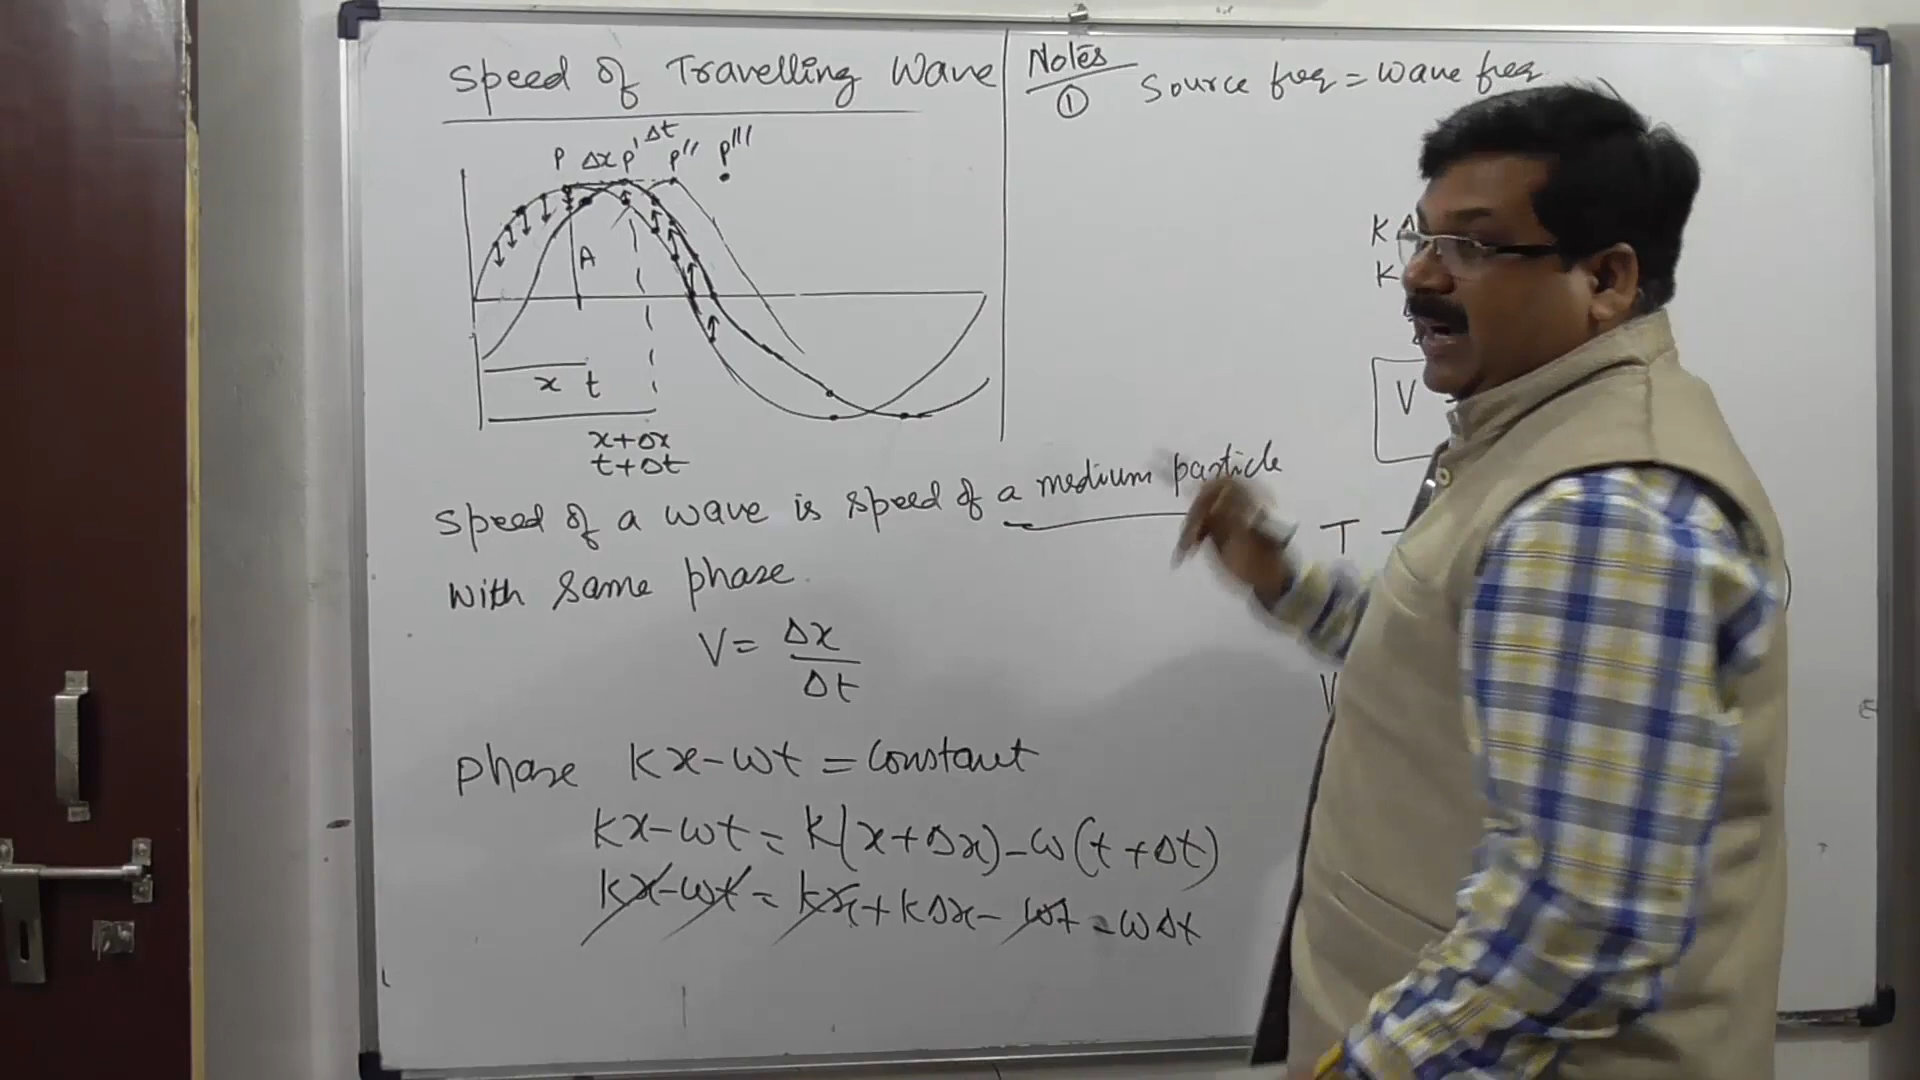 Speed of Travelling Wave
P Δx P' Δt P'' P'''
A
x t
x+Δx
t+Δt
Speed of a wave is speed of a medium particle
with same phase.
V = Δx/Δt
phase kx-ωt = constant
kx-ωt = k(x+Δx)-ω(t+Δt)
kx-ωt = kx+kΔx-ωt-ωΔt
Notes
① Source freq = wave freq
K
K
V
T
V